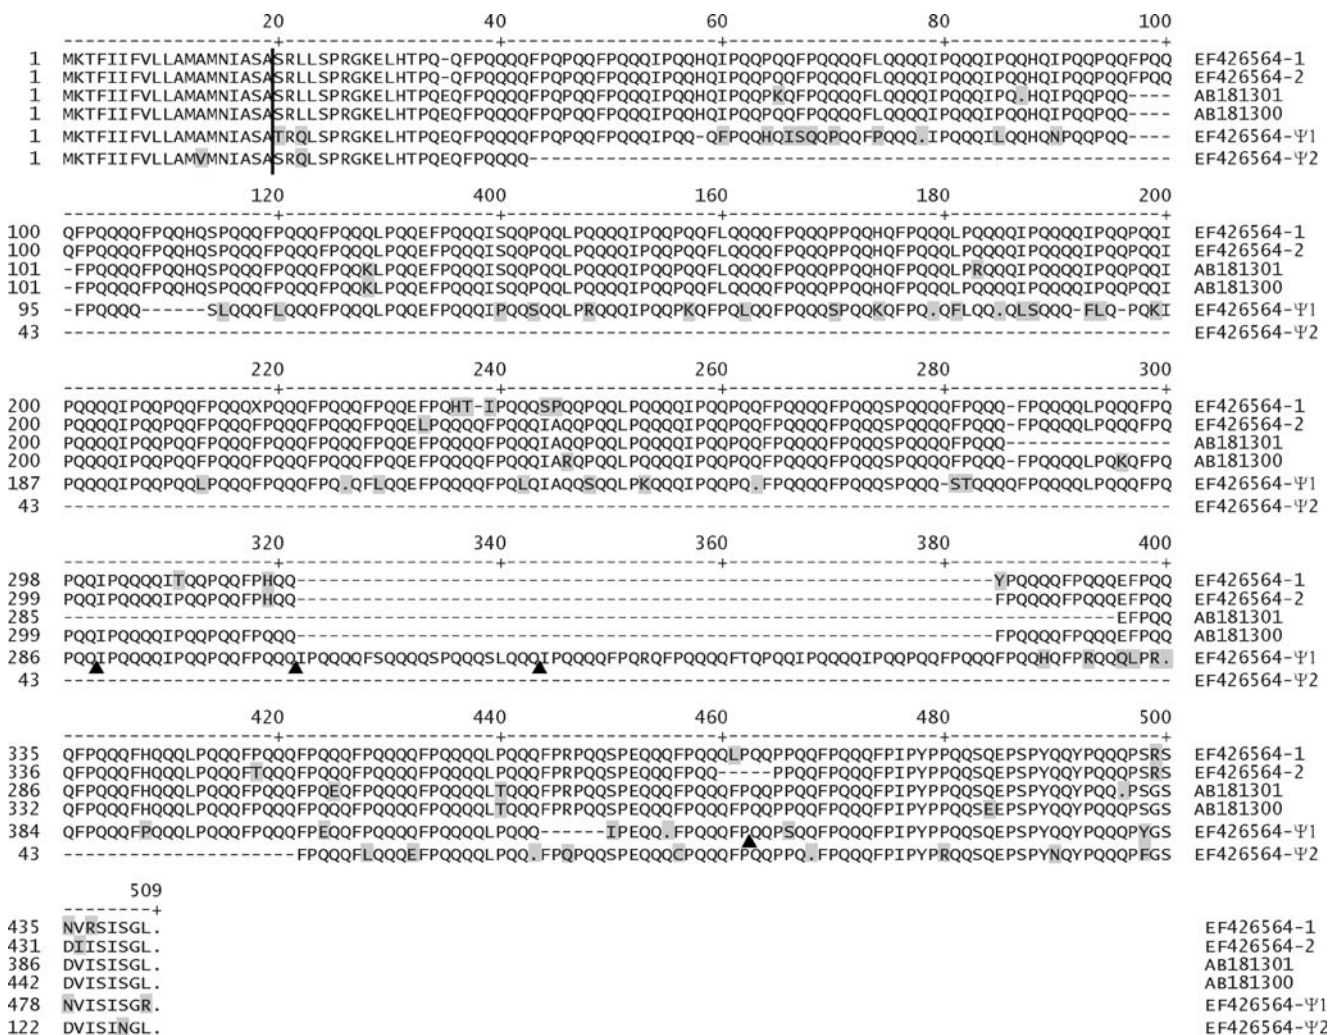 20 40 60 80 100
1 MKTFIIFVLLAMAMNIASASRLLSPRGKELHTPQ-QFPQQQQFPQPQQFPQQQIPQQHQIPQQPQQFPQQQQFLQQQQIPQQQIPQQHQIPQQPQQFPQQ EF426564-1
1 MKTFIIFVLLAMAMNIASASRLLSPRGKELHTPQEQFPQQQQFPQPQQFPQQQIPQQHQIPQQPQQFPQQQQFLQQQQIPQQQIPQQHQIPQQPQQFPQQ EF426564-2
1 MKTFIIFVLLAMAMNIASASRLLSPRGKELHTPQEQFPQQQQFPQPQQFPQQQIPQQHQIPQQPKQFPQQQQFLQQQQIPQQQIPQ.HQIPQQPQQ---- AB181301
1 MKTFIIFVLLAMAMNIASASRLLSPRGKELHTPQEQFPQQQQFPQPQQFPQQQIPQQHQIPQQPQQFPQQQQFLQQQQIPQQQIPQQHQIPQQPQQ---- AB181300
1 MKTFIIFVLLAMAMNIASATRQLSPRGKELHTPQEQFPQQQQFPQPQQFPQQQIPQQ-QFPQQHQISQQPQQFPQQQ.IPQQQILQQHQNPQQPQQ---- EF426564-Ψ1
1 MKTFIIFVLLAMVMNIASASRQLSPRGKELHTPQEQFPQQQQ---------------------------------------------------------- EF426564-Ψ2
120 400 160 180 200
100 QFPQQQQFPQQHQSPQQQFPQQQFPQQQLPQQEFPQQQISQQPQQLPQQQQIPQQPQQFLQQQQFPQQQPPQQHQFPQQQLPQQQQIPQQQQIPQQPQQI EF426564-1
100 QFPQQQQFPQQHQSPQQQFPQQQFPQQQLPQQEFPQQQISQQPQQLPQQQQIPQQPQQFLQQQQFPQQQPPQQHQFPQQQLPQQQQIPQQQQIPQQPQQI EF426564-2
101 -FPQQQQFPQQHQSPQQQFPQQQFPQQKLPQQEFPQQQISQQPQQLPQQQQIPQQPQQFLQQQQFPQQQPPQQHQFPQQQLPRQQQIPQQQQIPQQPQQI AB181301
101 -FPQQQQFPQQHQSPQQQFPQQQFPQQKLPQQEFPQQQISQQPQQLPQQQQIPQQPQQFLQQQQFPQQQPPQQHQFPQQQLPQQQQIPQQQQIPQQPQQI AB181300
95 -FPQQQQ------SLQQQFLQQQFPQQQLPQQEFPQQQIPQQSQQLPRQQQIPQQPKQFPQLQQFPQQQSPQQKQFPQ.QFLQQ.QLSQQQ-FLQ-PQKI EF426564-Ψ1
43 ---------------------------------------------------------------------------------------------------- EF426564-Ψ2
220 240 260 280 300
200 PQQQQIPQQPQQFPQQQXPQQQFPQQQFPQQEFPQHT-IPQQQSPQQPQQLPQQQQIPQQPQQFPQQQQFPQQQSPQQQQFPQQQ-FPQQQQLPQQQFPQ EF426564-1
200 PQQQQIPQQPQQFPQQQFPQQQFPQQQFPQQELPQQQQFPQQQIAQQPQQLPQQQQIPQQPQQFPQQQQFPQQQSPQQQQFPQQQ-FPQQQQLPQQQFPQ EF426564-2
200 PQQQQIPQQPQQFPQQQFPQQQFPQQQFPQQEFPQQQQFPQQQIAQQPQQLPQQQQIPQQPQQFPQQQQFPQQQSPQQQQFPQQQ--------------- AB181301
200 PQQQQIPQQPQQFPQQQFPQQQFPQQQFPQQEFPQQQQFPQQQIARQPQQLPQQQQIPQQPQQFPQQQQFPQQQSPQQQQFPQQQ-FPQQQQLPQKQFPQ AB181300
187 PQQQQIPQQPQQLPQQQFPQQQFPQ.QFLQQEFPQQQQFPQLQIAQQSQQLPKQQQIPQQPQ.FPQQQQFPQQQSPQQQ-STQQQQFPQQQQLPQQQFPQ EF426564-Ψ1
43 ---------------------------------------------------------------------------------------------------- EF426564-Ψ2
320 340 360 380 400
298 PQQIPQQQQITQQPQQFPHQQ---------------------------------------------------------------YPQQQQFPQQQEFPQQ EF426564-1
299 PQQIPQQQQIPQQPQQFPHQQ---------------------------------------------------------------FPQQQQFPQQQEFPQQ EF426564-2
285 -----------------------------------------------------------------------------------------------EFPQQ AB181301
299 PQQIPQQQQIPQQPQQFPQQQ---------------------------------------------------------------FPQQQQFPQQQEFPQQ AB181300
286 PQQIPQQQQIPQQPQQFPQQQQIPQQQQFSQQQQSPQQQSLQQQQIPQQQQFPQRQFPQQQQFTQPQQIPQQQQIPQQPQQFPQQQFPQQHQFPRQQQLPR. EF426564-Ψ1
43 ---------------------------------------------------------------------------------------------------- EF426564-Ψ2
420 440 460 480 500
335 QFPQQQFHQQQLPQQQFPQQQFPQQQFPQQQQFPQQQQLPQQQQFPRPQQSPEQQQFPQQQLPQQPPQQFPQQQFPIPYPPQQSQEPSPYQQYPQQQPSRS EF426564-1
336 QFPQQQFHQQQLPQQQFTQQQFPQQQFPQQQQFPQQQQLPQQQQFPRPQQSPEQQQFPQQ-----PPQQFPQQQFPIPYPPQQSQEPSPYQQYPQQQPSRS EF426564-2
286 QFPQQQFHQQQLPQQQFPQQQFPQEQFPQQQQFPQQQQLTQQQQFPRPQQSPEQQQFPQQQFPQQPPQQFPQQQFPIPYPPQQSQEPSPYQQYPQQ.PSGS AB181301
332 QFPQQQFHQQQLPQQQFPQQQFPQQQFPQQQQFPQQQQLPQQQQFPRPQQSPEQQQFPQQQFPQQPPQQFPQQQFPIPYPPQQSEEPSPYQQYPQQQPSGS AB181300
384 QFPQQQFPQQQLPQQQFPQQQFPEQQFPQQQQFPQQQQLPQQQ------IPEQQ.FPQQQFPQQPSQQFPQQQFPIPYPPQQSQEPSPYQQYPQQQPYGS EF426564-Ψ1
43 ---------------------FPQQQFLQQQEFPQQQQLPQQ.FPQPQQSPEQQQCPQQQFPQQPPQ.FPQQQFPIPYPRQQSQEPSPYQNYPQQQPFGS EF426564-Ψ2
509
435 NVRSISGL. EF426564-1
431 DIISISGL. EF426564-2
386 DVISISGL. AB181301
442 DVISISGL. AB181300
478 NVISISGR. EF426564-Ψ1
122 DVISINGL. EF426564-Ψ2